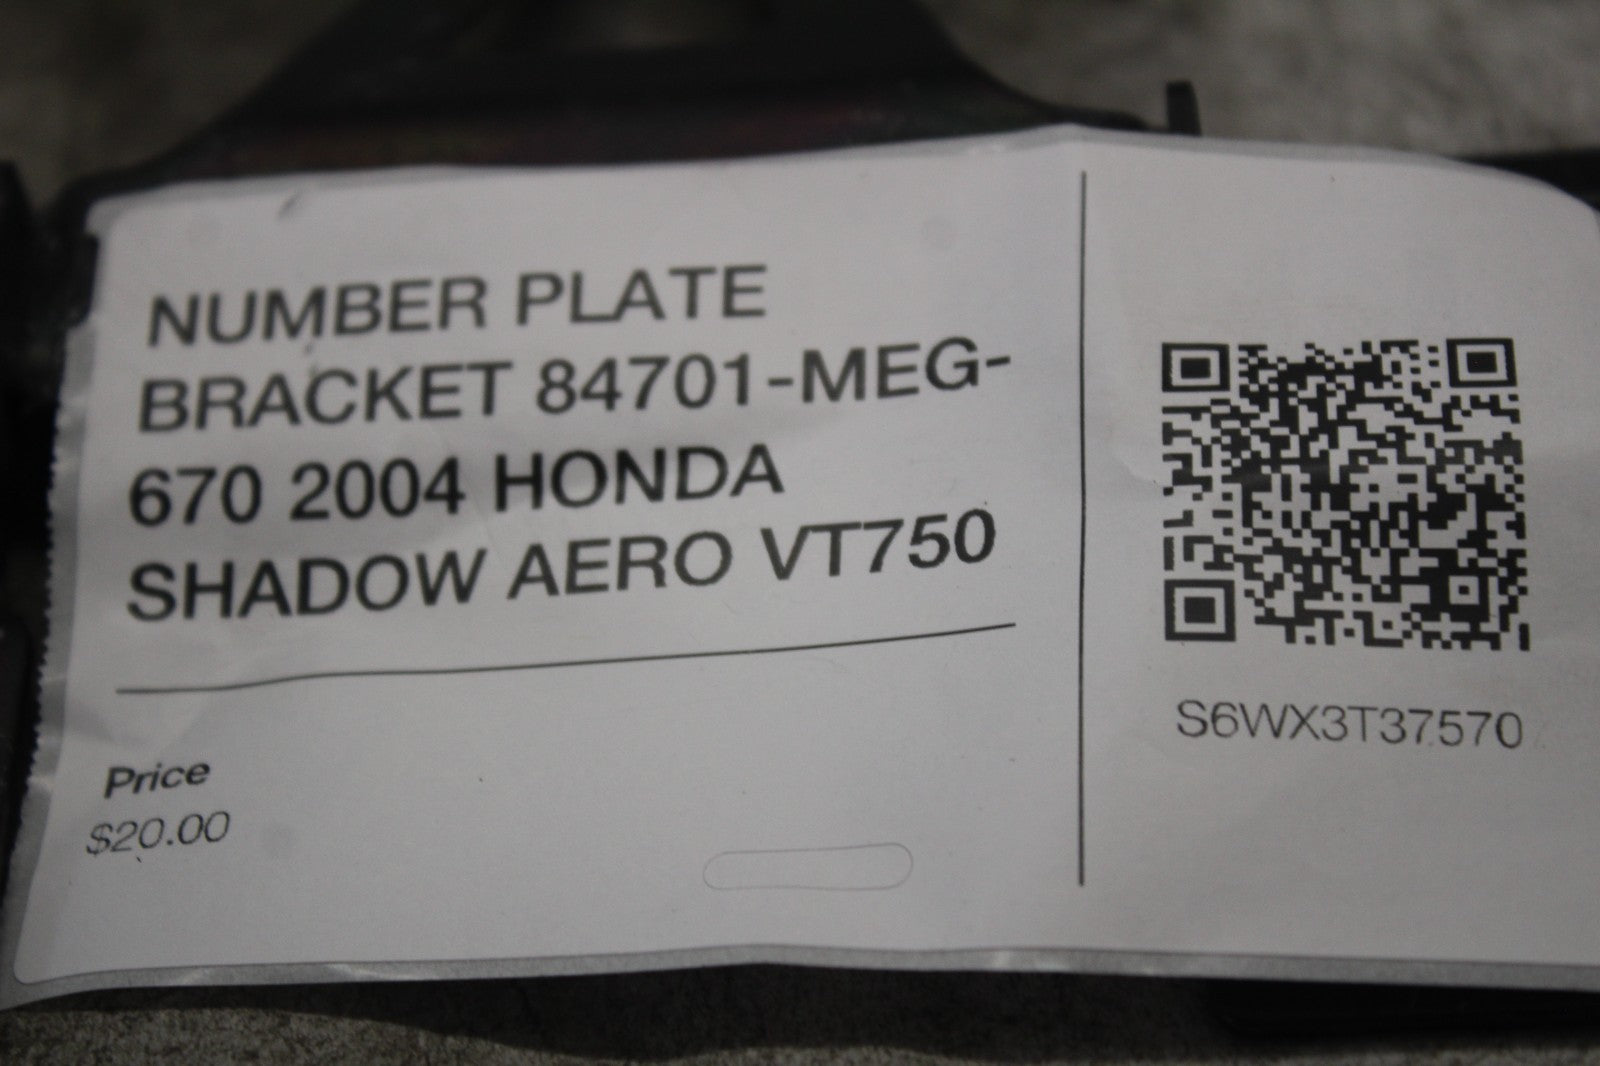 NUMBER PLATE
BRACKET 84701-MEG-
670 2004 HONDA
SHADOW AERO VT750
Price
$20.00
S6WX3T37570